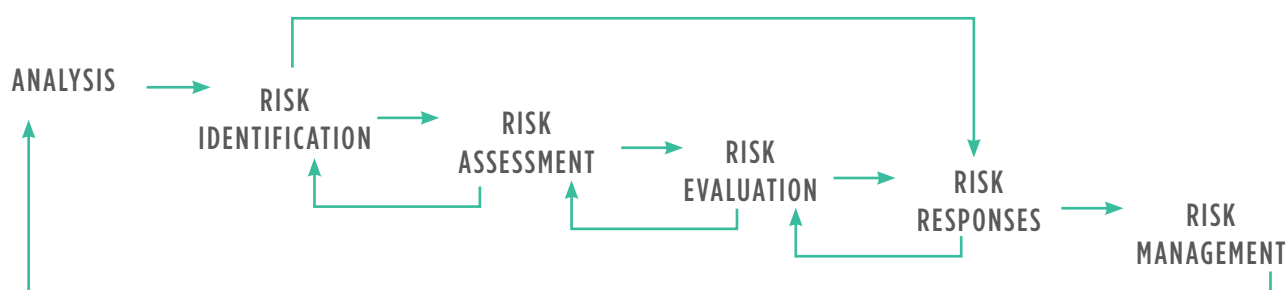 ANALYSIS
RISK
IDENTIFICATION
RISK
ASSESSMENT
RISK
EVALUATION
RISK
RESPONSES
RISK
MANAGEMENT